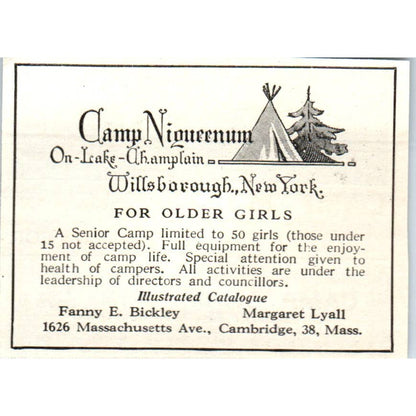 Camp Niqueenum
On-Lake-Champlain
Willsborough, New York.
FOR OLDER GIRLS
A Senior Camp limited to 50 girls (those under
15 not accepted). Full equipment for the enjoy-
ment of camp life. Special attention given to
health of campers. All activities are under the
leadership of directors and councillors.
Illustrated Catalogue
Fanny E. Bickley Margaret Lyall
1626 Massachusetts Ave., Cambridge, 38, Mass.